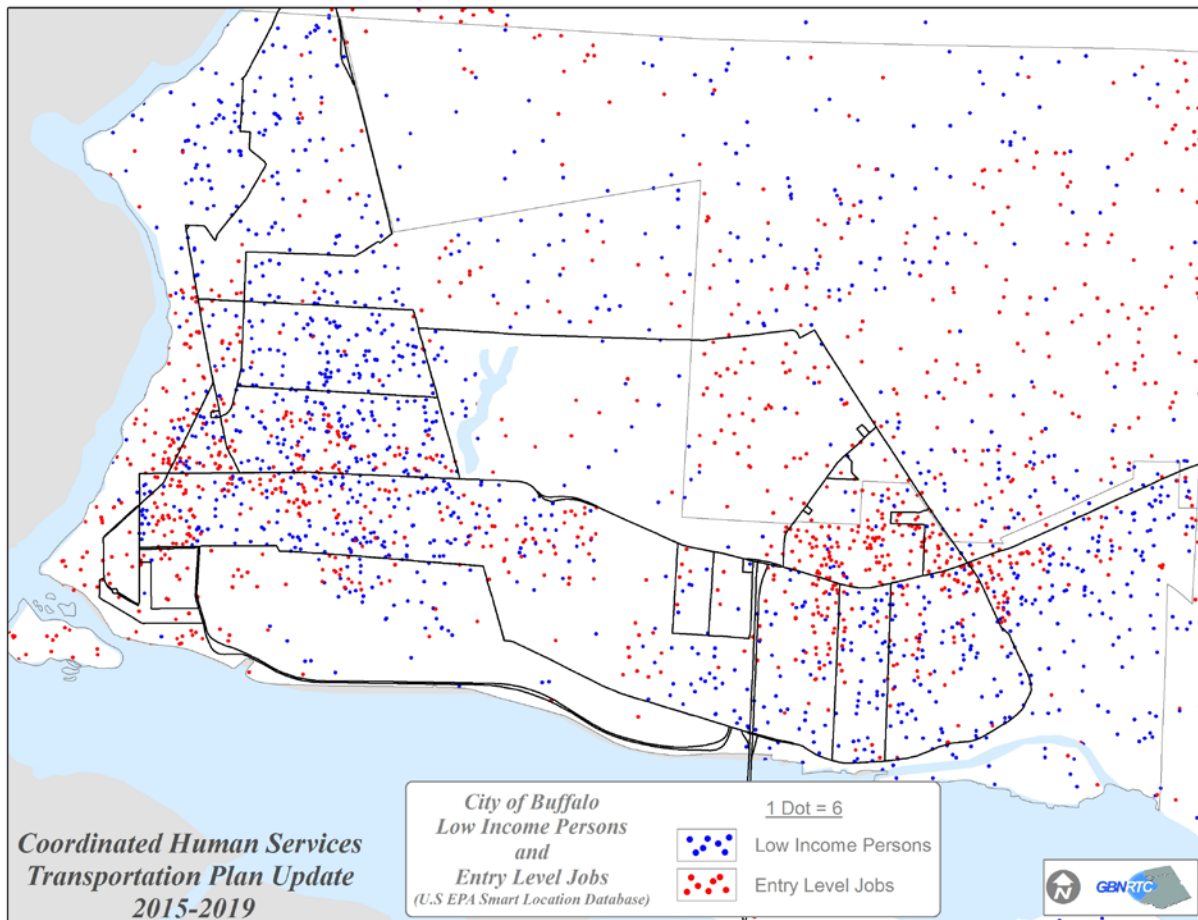 Coordinated Human Services
Transportation Plan Update
2015-2019
City of Buffalo
Low Income Persons
and
Entry Level Jobs
(U.S EPA Smart Location Database)
1 Dot = 6
Low Income Persons
Entry Level Jobs
N
GBNRTC